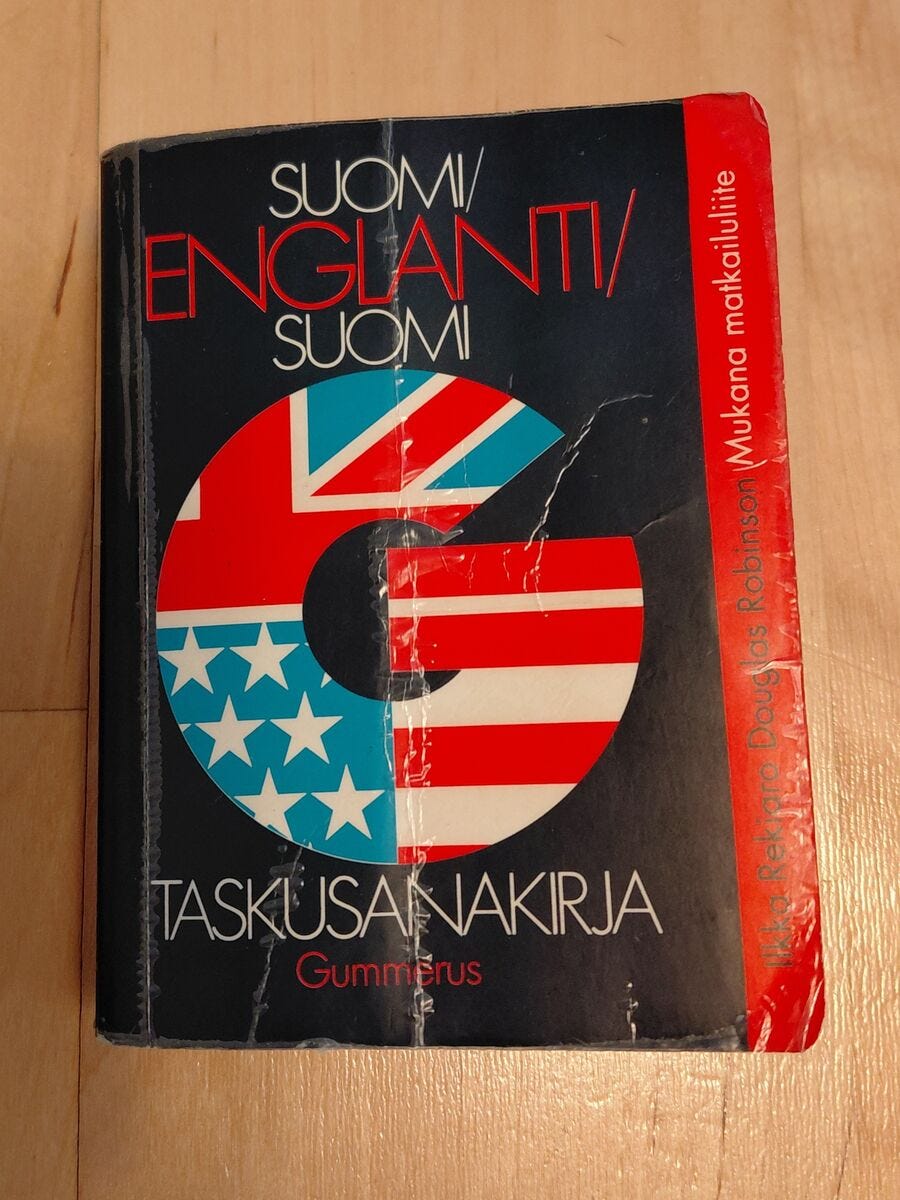 SUOMI/
ENGLANTI/
SUOMI
TASKUSANAKIRJA
Gummerus
Ilkka Rekiaro Douglas Robinson/Mukana matkailuliite